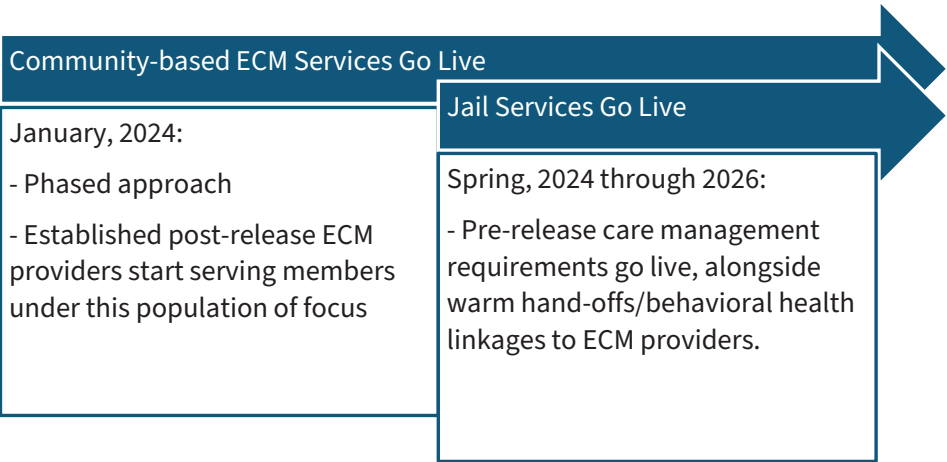 Community-based ECM Services Go Live
January, 2024:
- Phased approach
- Established post-release ECM
providers start serving members
under this population of focus
Jail Services Go Live
Spring, 2024 through 2026:
- Pre-release care management
requirements go live, alongside
warm hand-offs/behavioral health
linkages to ECM providers.